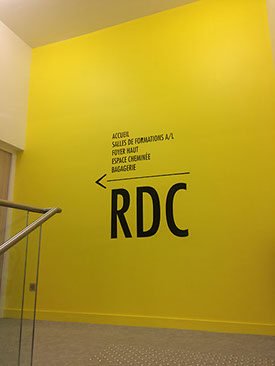 ACCUEIL
SALLES DE FORMATIONS A/L
FOYER HAUT
ESPACE CHEMINÉE
BAGAGERIE
RDC